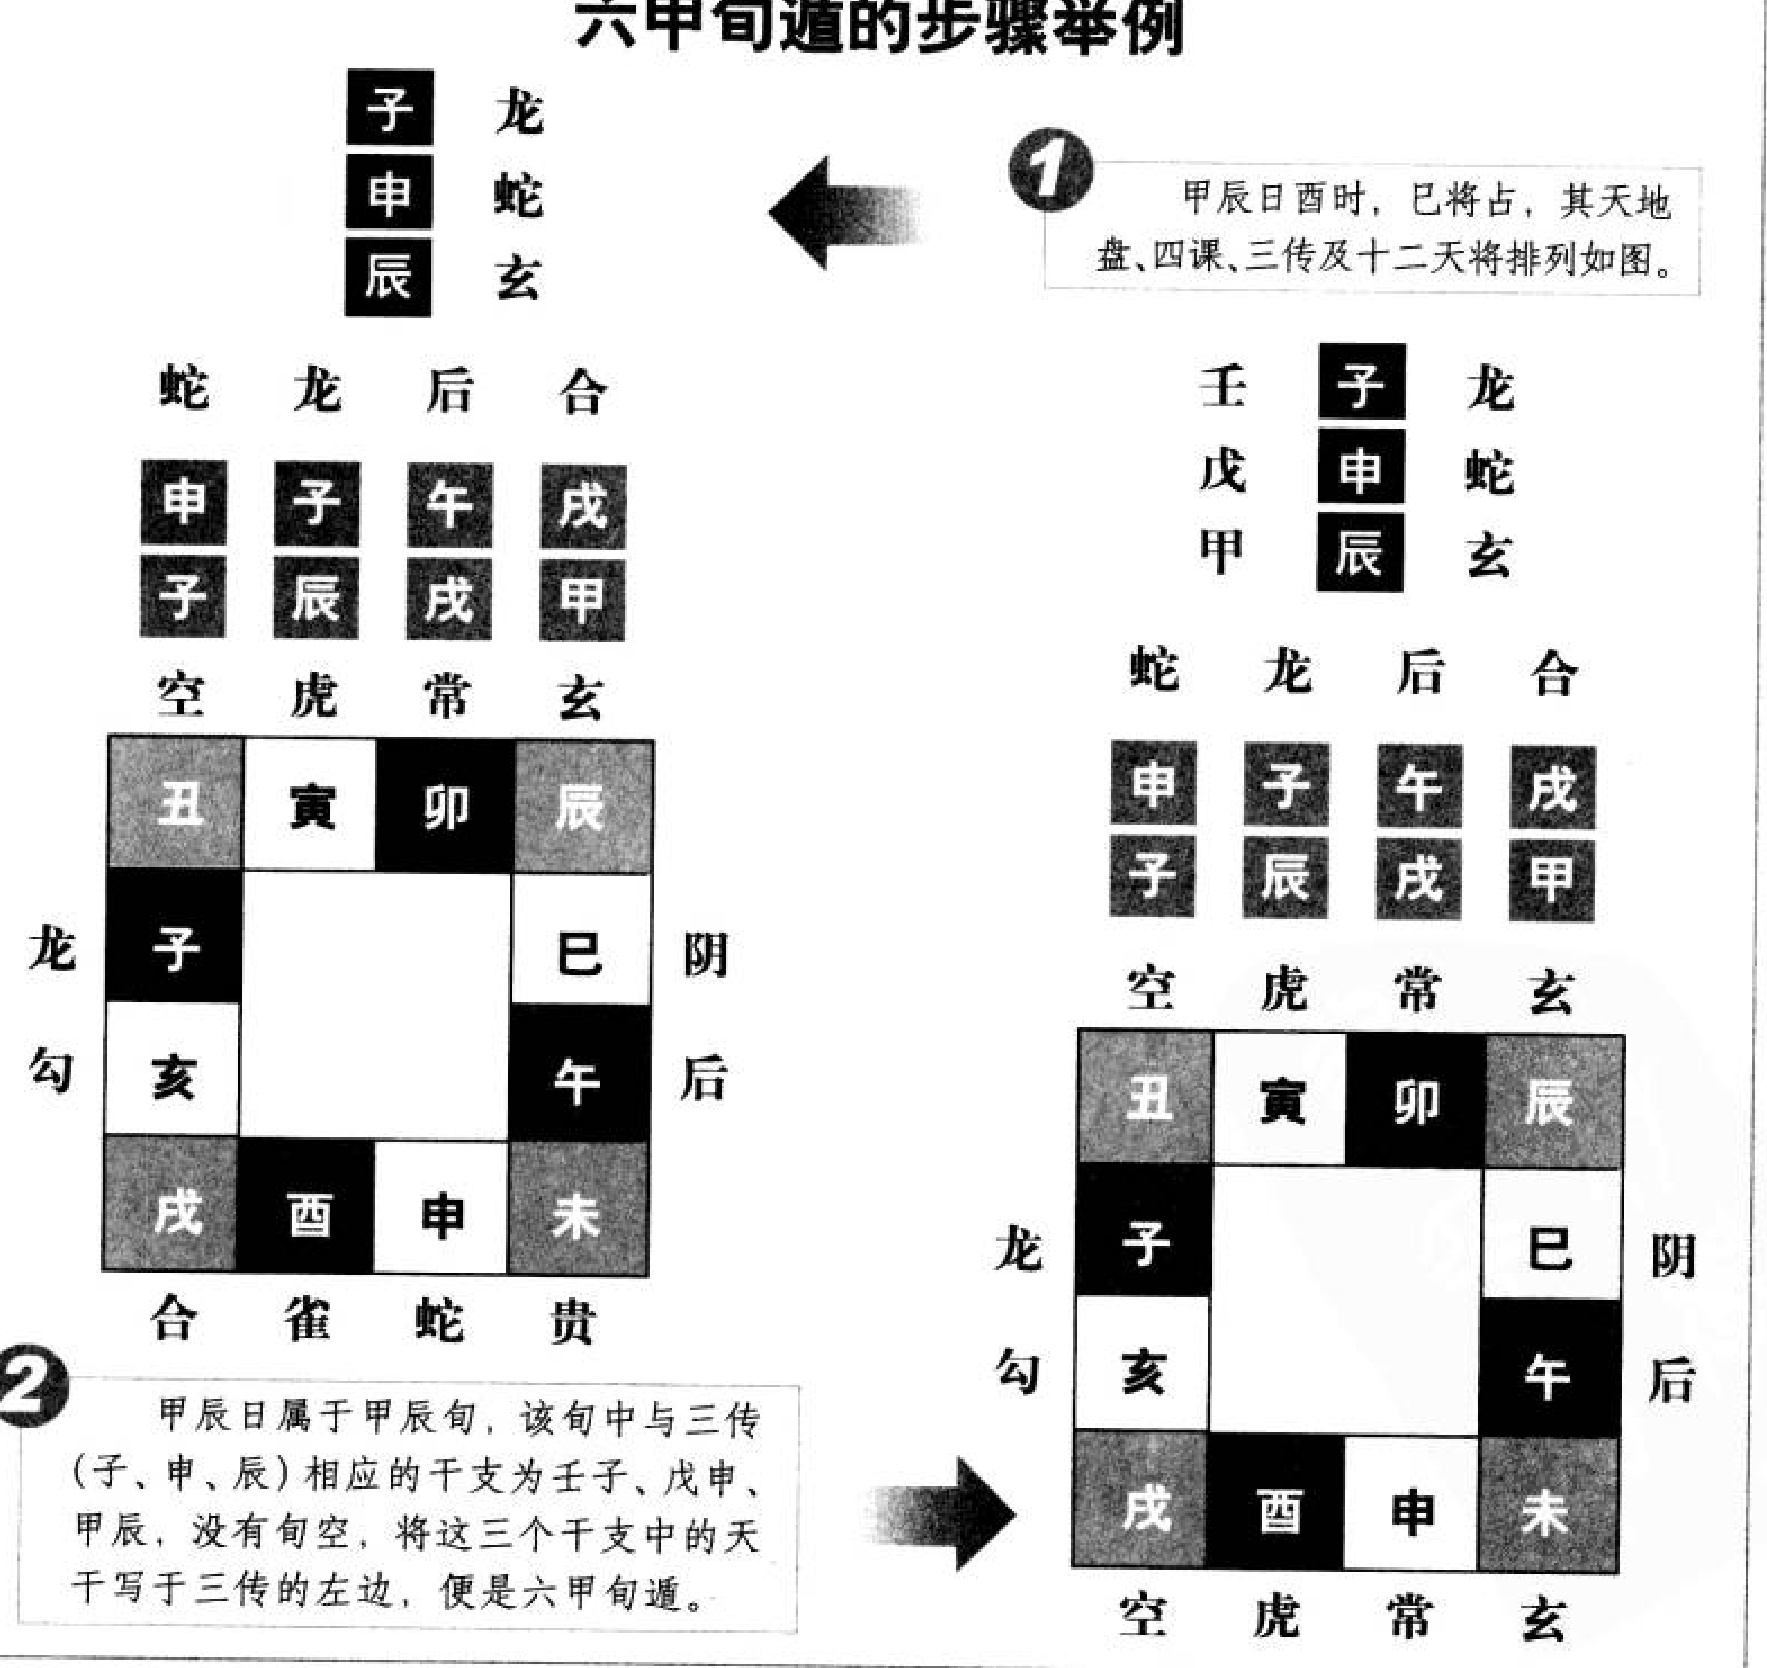 六甲旬遁的步骤举例
子 龙
申 蛇
辰 玄
蛇 龙 后 合
申 子 午 戌
子 辰 戌 甲
空 虎 常 玄
丑 寅 卯 辰
龙 子 巳 阴
勾 亥 午 后
戌 酉 申 未
合 雀 蛇 贵
1
甲辰日酉时，巳将占，其天地
盘、四课、三传及十二天将排列如图。
2
甲辰日属于甲辰旬，该旬中与三传
（子、申、辰）相应的干支为壬子、戊申、
甲辰，没有旬空，将这三个干支中的天
干写于三传的左边，便是六甲旬遁。
壬 子 龙
戊 申 蛇
甲 辰 玄
蛇 龙 后 合
申 子 午 戌
子 辰 戌 甲
空 虎 常 玄
丑 寅 卯 辰
龙 子 巳 阴
勾 亥 午 后
戌 酉 申 未
空 虎 常 玄